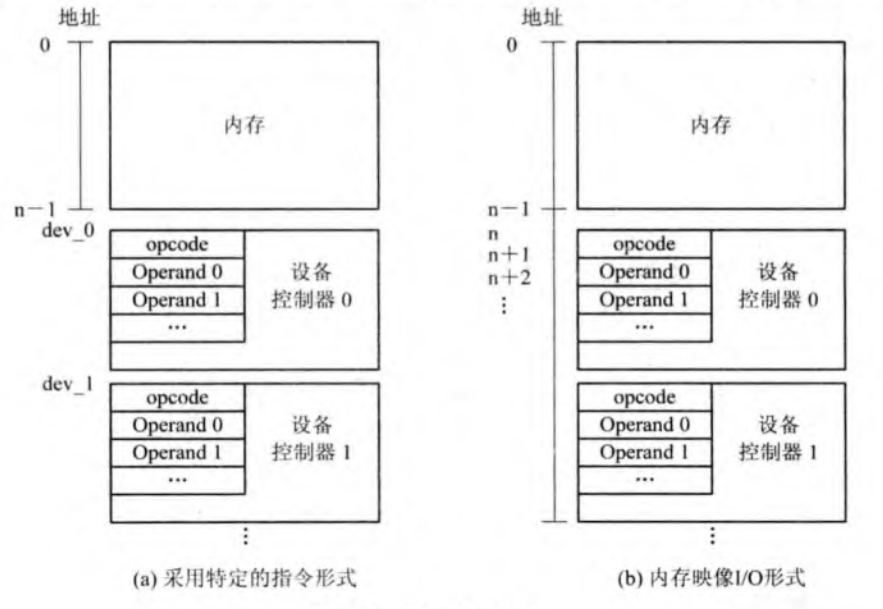 地址
0
内存
n－1
dev_0
opcode
Operand 0
Operand 1
…
设备
控制器 0
dev_1
opcode
Operand 0
Operand 1
…
设备
控制器 1
⋮
(a) 采用特定的指令形式
地址
0
内存
n－1
n
n＋1
n＋2
⋮
opcode
Operand 0
Operand 1
…
设备
控制器 0
opcode
Operand 0
Operand 1
…
设备
控制器 1
⋮
(b) 内存映像I/O形式